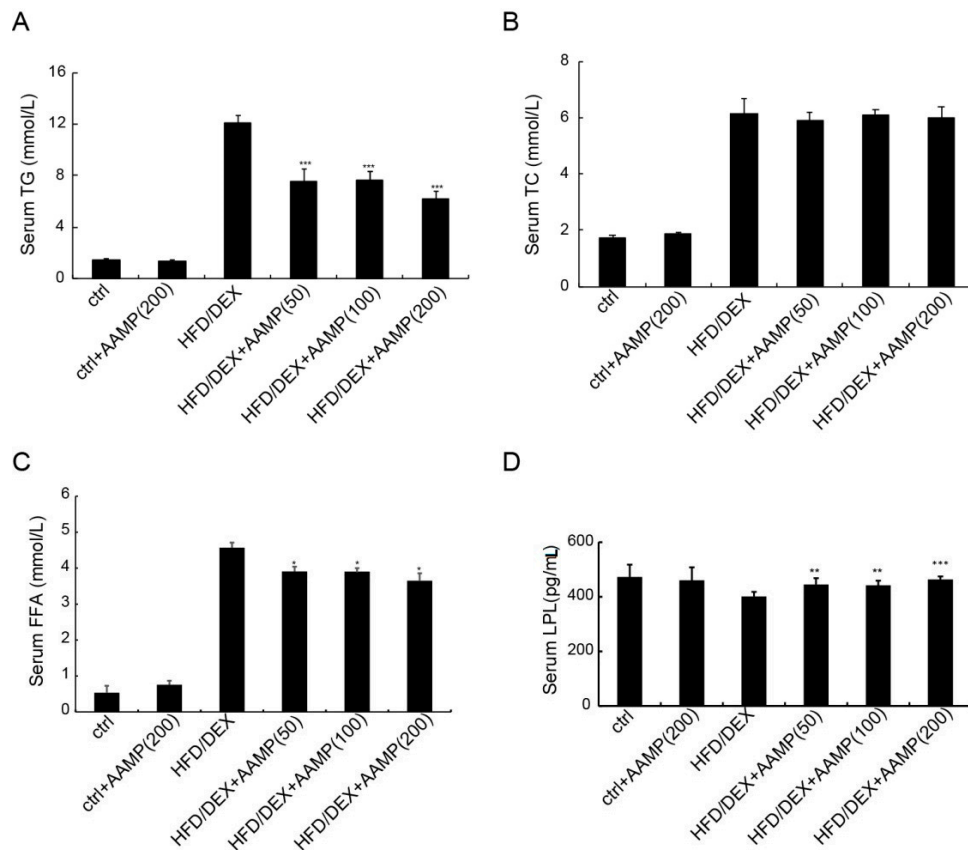 A
Serum TG (mmol/L)
16
12
8
4
0
***
***
***
ctrl
ctrl+AAMP(200)
HFD/DEX
HFD/DEX+AAMP(50)
HFD/DEX+AAMP(100)
HFD/DEX+AAMP(200)
B
Serum TC (mmol/L)
8
6
4
2
0
ctrl
ctrl+AAMP(200)
HFD/DEX
HFD/DEX+AAMP(50)
HFD/DEX+AAMP(100)
HFD/DEX+AAMP(200)
C
Serum FFA (mmol/L)
6
5
4
3
2
1
0
*
*
*
ctrl
ctrl+AAMP(200)
HFD/DEX
HFD/DEX+AAMP(50)
HFD/DEX+AAMP(100)
HFD/DEX+AAMP(200)
D
Serum LPL(pg/mL)
600
400
200
0
**
**
***
ctrl
ctrl+AAMP(200)
HFD/DEX
HFD/DEX+AAMP(50)
HFD/DEX+AAMP(100)
HFD/DEX+AAMP(200)